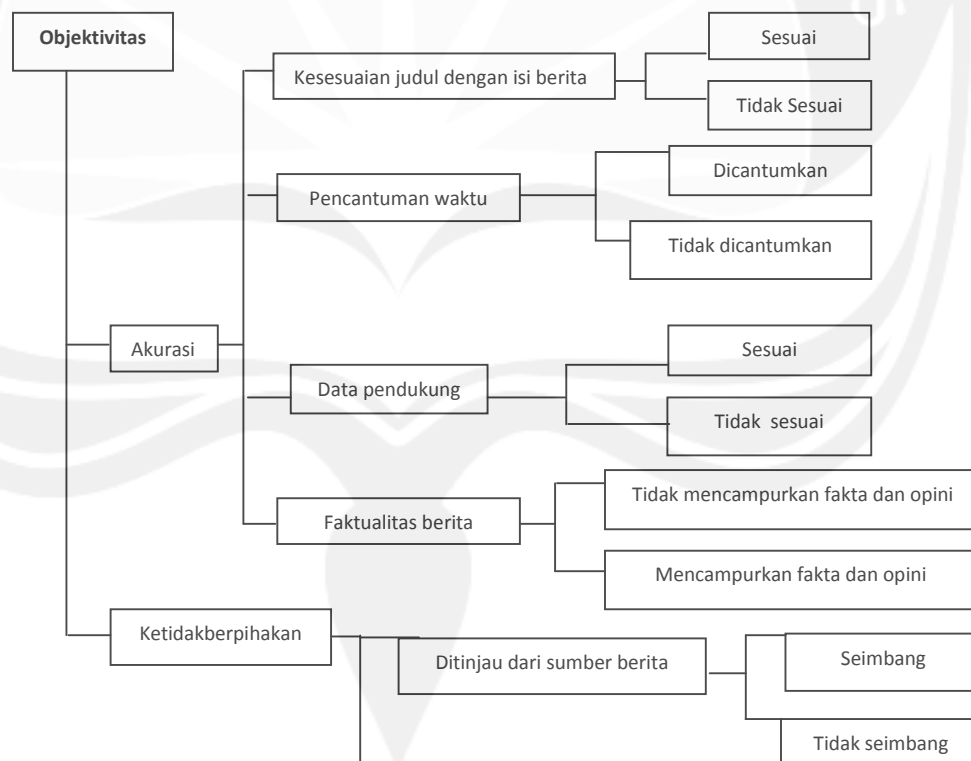 Objektivitas
Sesuai
Kesesuaian judul dengan isi berita
Tidak Sesuai
Dicantumkan
Pencantuman waktu
Tidak dicantumkan
Akurasi
Sesuai
Data pendukung
Tidak  sesuai
Tidak mencampurkan fakta dan opini
Faktualitas berita
Mencampurkan fakta dan opini
Ketidakberpihakan
Ditinjau dari sumber berita
Seimbang
Tidak seimbang